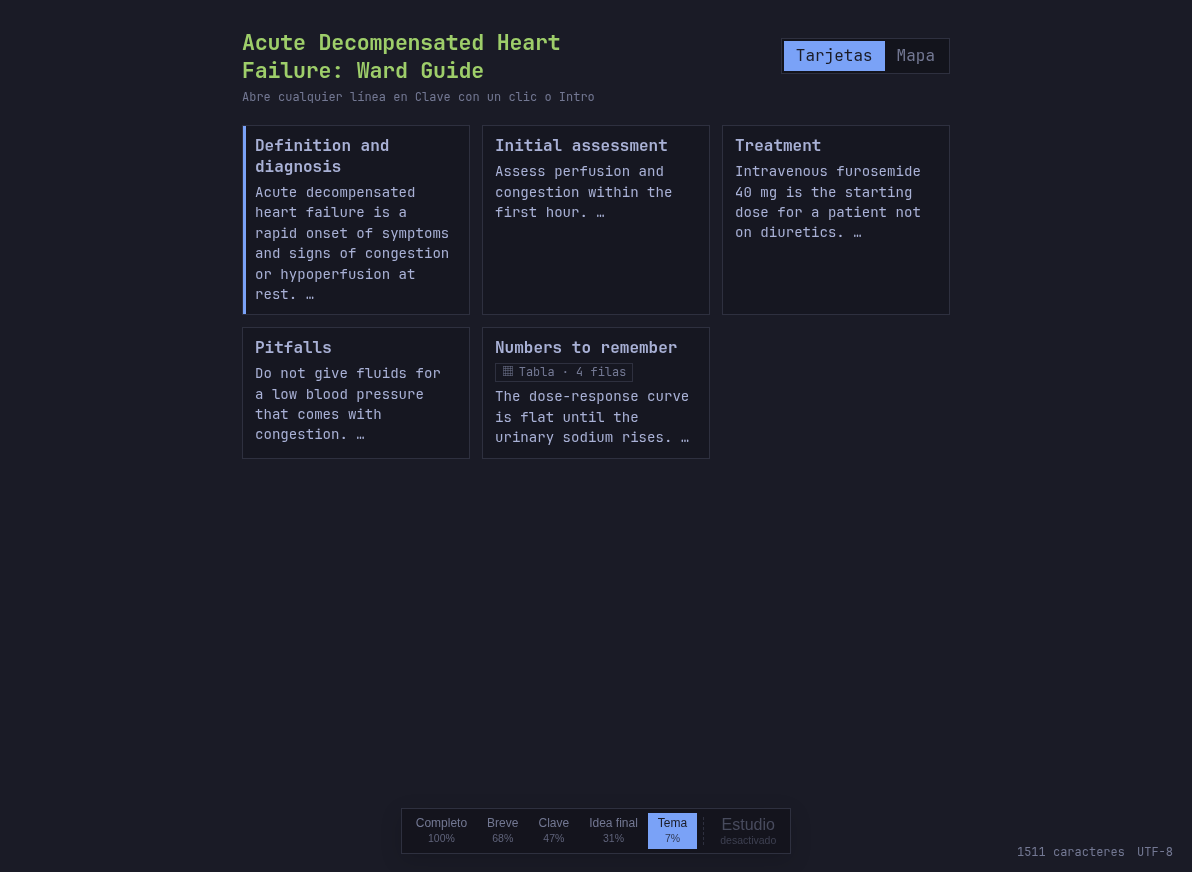 Acute Decompensated Heart
Failure: Ward Guide
Abre cualquier línea en Clave con un clic o Intro
Tarjetas Mapa
Definition and
diagnosis
Acute decompensated
heart failure is a
rapid onset of symptoms
and signs of congestion
or hypoperfusion at
rest. …
Initial assessment
Assess perfusion and
congestion within the
first hour. …
Treatment
Intravenous furosemide
40 mg is the starting
dose for a patient not
on diuretics. …
Pitfalls
Do not give fluids for
a low blood pressure
that comes with
congestion. …
Numbers to remember
▦ Tabla · 4 filas
The dose-response curve
is flat until the
urinary sodium rises. …
Completo Breve Clave Idea final Tema Estudio
100% 68% 47% 31% 7% desactivado
1511 caracteres UTF-8